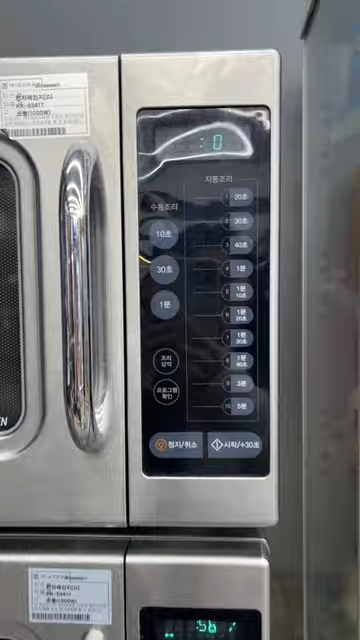 전자레인지(D)
KR-S341T
소형(1000W)
: 0
자동조리
수동조리
10초
30초
1분
1 20초
2 30초
3 40초
4 1분
5 1분 10초
6 1분 20초
7 1분 30초
8 1분
9 3분
10 5분
조리
강약
프로그램
확인
정지/취소
시작/+30초
EN
전자레인지(D)
KR-S341T
소형(1000W)